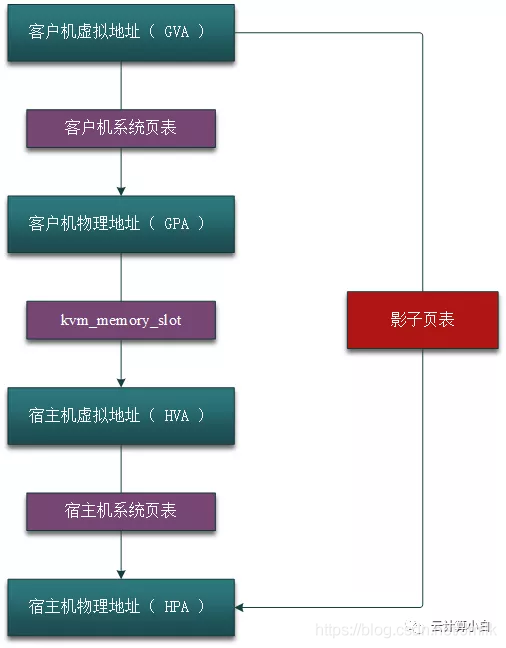 客户机虚拟地址（ GVA ）
客户机系统页表
客户机物理地址（ GPA ）
kvm_memory_slot
影子页表
宿主机虚拟地址（ HVA ）
宿主机系统页表
宿主机物理地址（ HPA ）
云计算小白
https://blog.cs